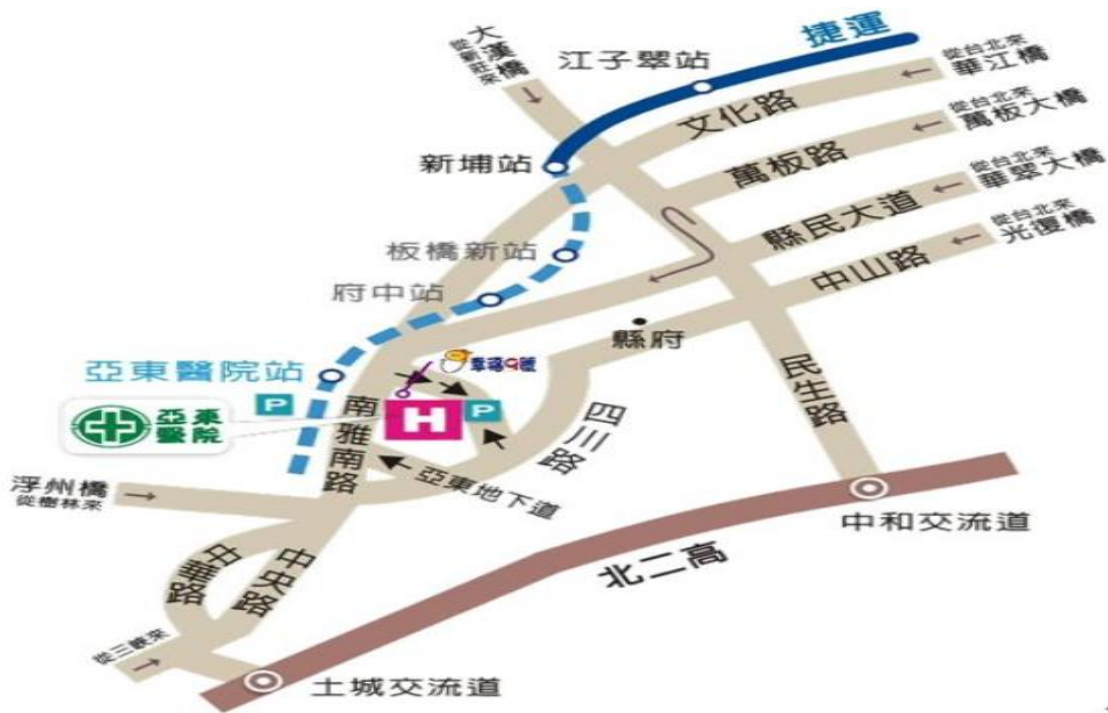 捷運
大漢橋
從新莊來
江子翠站
從台北來
華江橋
文化路
從台北來
萬板大橋
新埔站
萬板路
從台北來
華翠大橋
縣民大道
從台北來
光復橋
板橋新站
中山路
府中站
縣府
幸福9號
亞東醫院站
P
民生路
H
P
亞東
醫院
南雅南路
四川路
亞東地下道
浮州橋
從樹林來
中和交流道
中華路
中央路
北二高
從三峽來
土城交流道